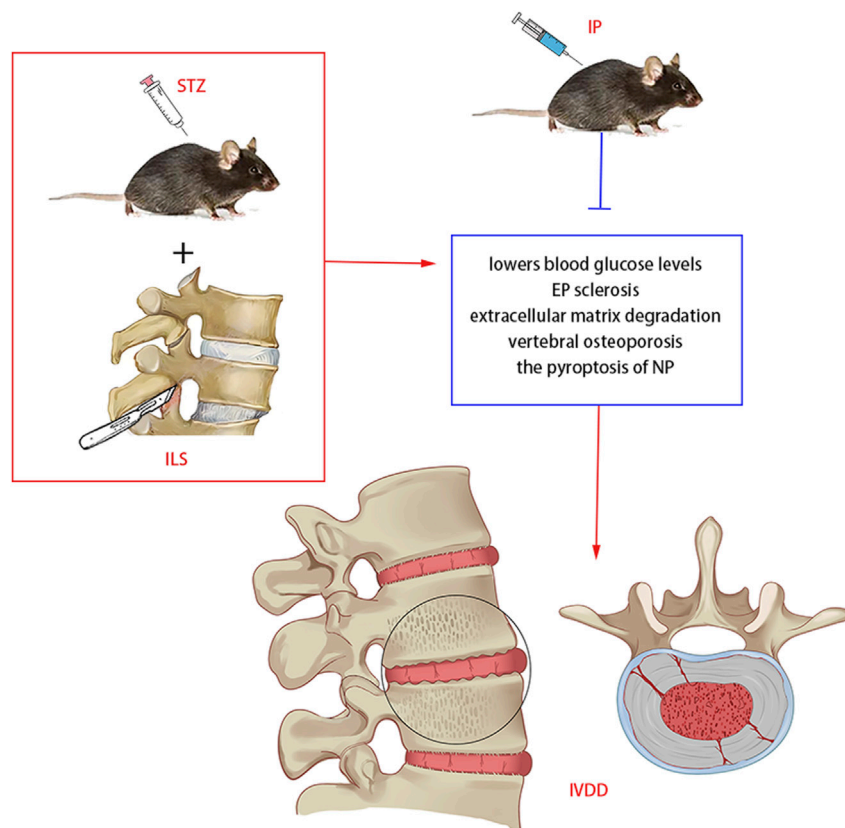 STZ
+
ILS
IP
lowers blood glucose levels
EP sclerosis
extracellular matrix degradation
vertebral osteoporosis
the pyroptosis of NP
IVDD